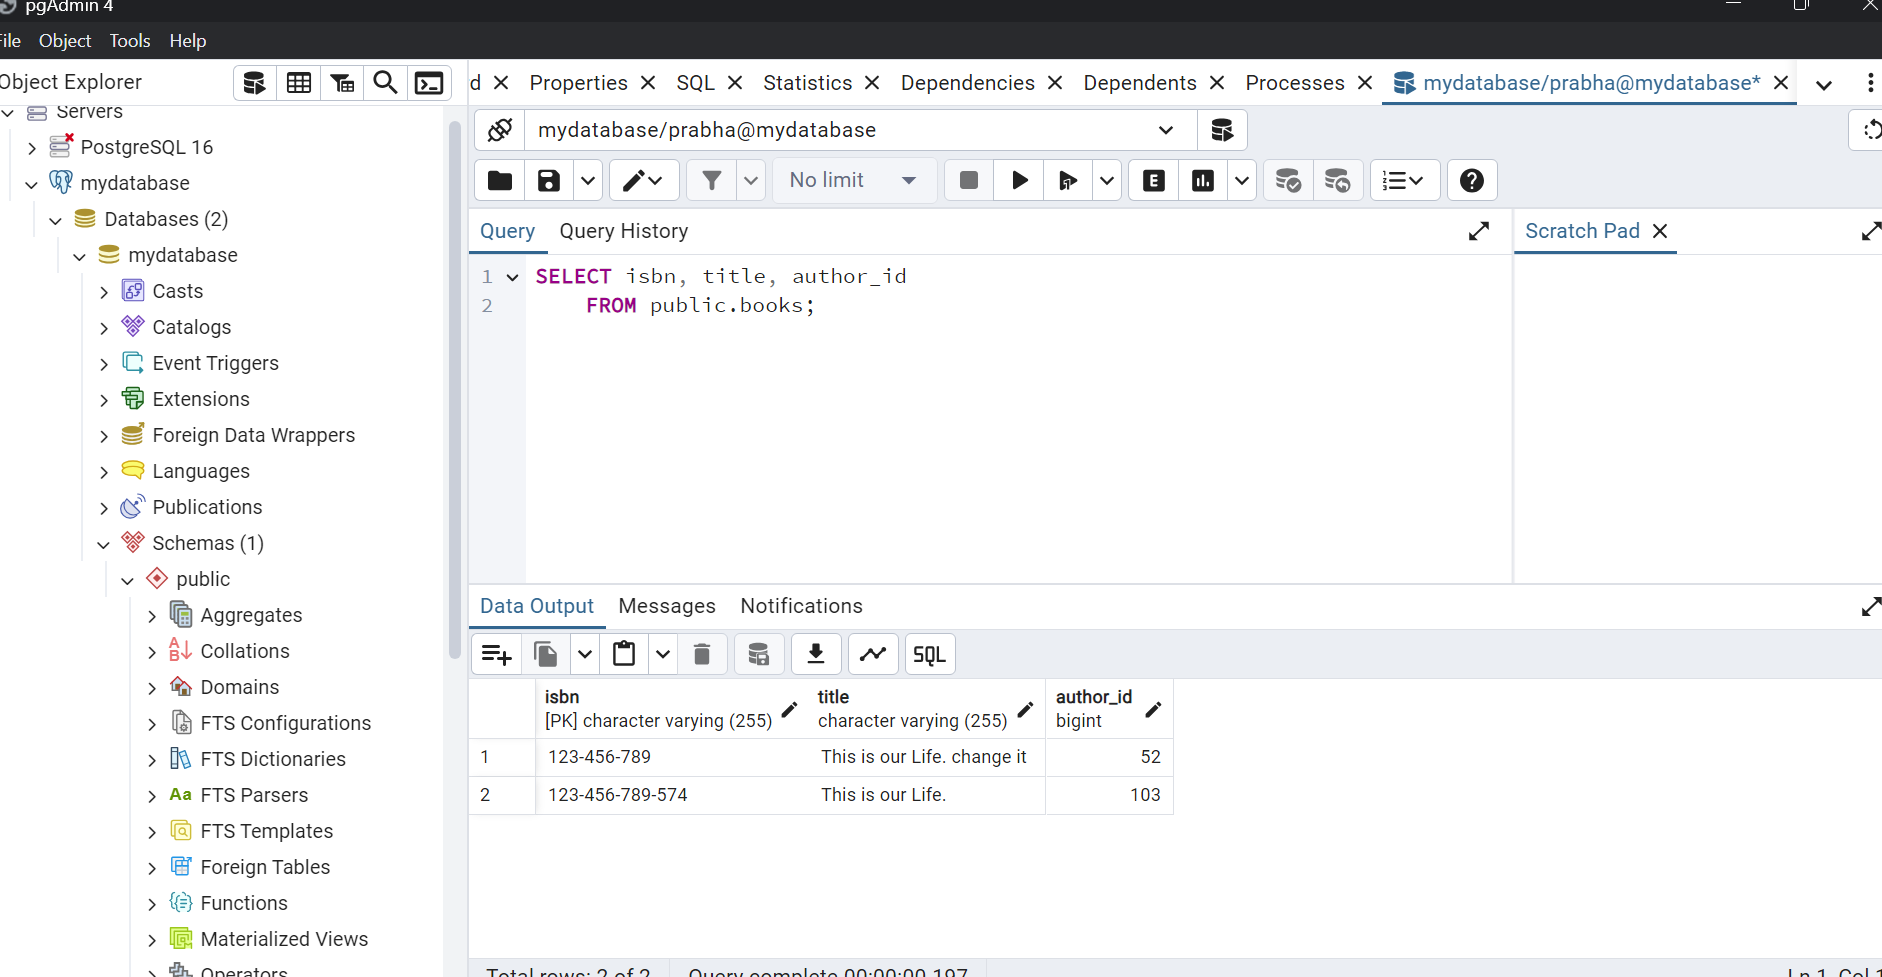 pgAdmin 4
File Object Tools Help
Object Explorer
d Properties SQL Statistics Dependencies Dependents Processes mydatabase/prabha@mydatabase*
Servers
PostgreSQL 16
mydatabase
Databases (2)
mydatabase
Casts
Catalogs
Event Triggers
Extensions
Foreign Data Wrappers
Languages
Publications
Schemas (1)
public
Aggregates
Collations
Domains
FTS Configurations
FTS Dictionaries
Aa FTS Parsers
FTS Templates
Foreign Tables
Functions
Materialized Views
Operators
mydatabase/prabha@mydatabase
No limit
E
Query Query History
Scratch Pad
1 SELECT isbn, title, author_id
2 FROM public.books;
Data Output Messages Notifications
SQL
isbn title author_id
[PK] character varying (255) character varying (255) bigint
1 123-456-789 This is our Life. change it 52
2 123-456-789-574 This is our Life. 103
Total rows: 2 of 2 Query complete 00:00:00.197 Ln 1, Col 1